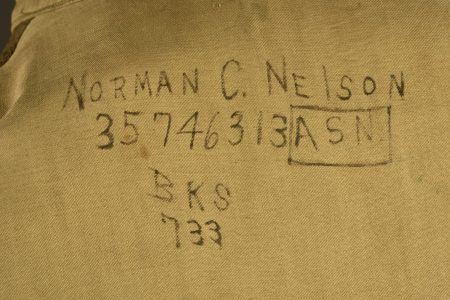 NORMAN C. NElSON
35746313 ASN.
BKS
733